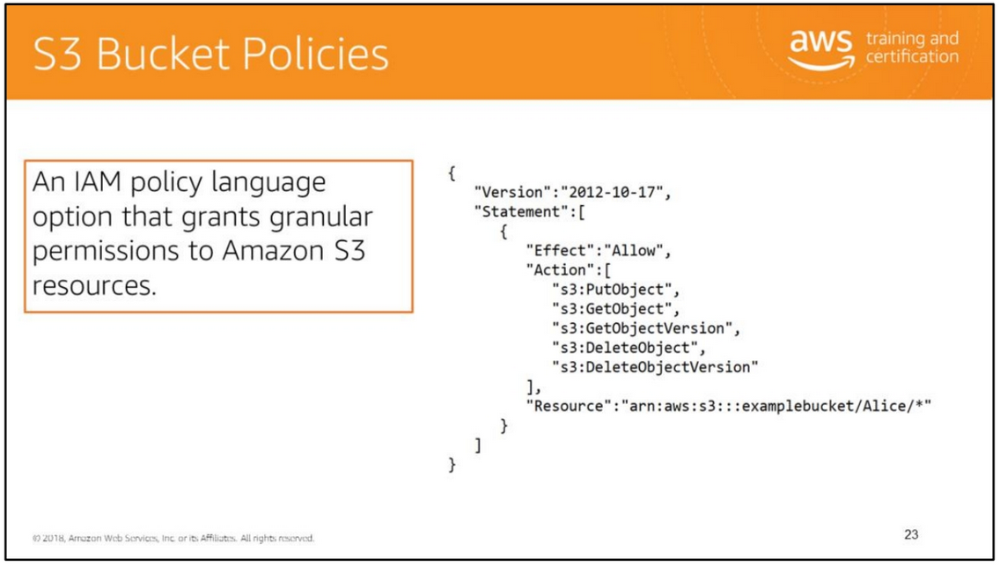 S3 Bucket Policies
aws training and
certification
An IAM policy language
option that grants granular
permissions to Amazon S3
resources.
{
"Version":"2012-10-17",
"Statement":[
{
"Effect":"Allow",
"Action":[
"s3:PutObject",
"s3:GetObject",
"s3:GetObjectVersion",
"s3:DeleteObject",
"s3:DeleteObjectVersion"
],
"Resource":"arn:aws:s3:::examplebucket/Alice/*"
}
]
}
© 2018, Amazon Web Services, Inc. or its Affiliates. All rights reserved.
23